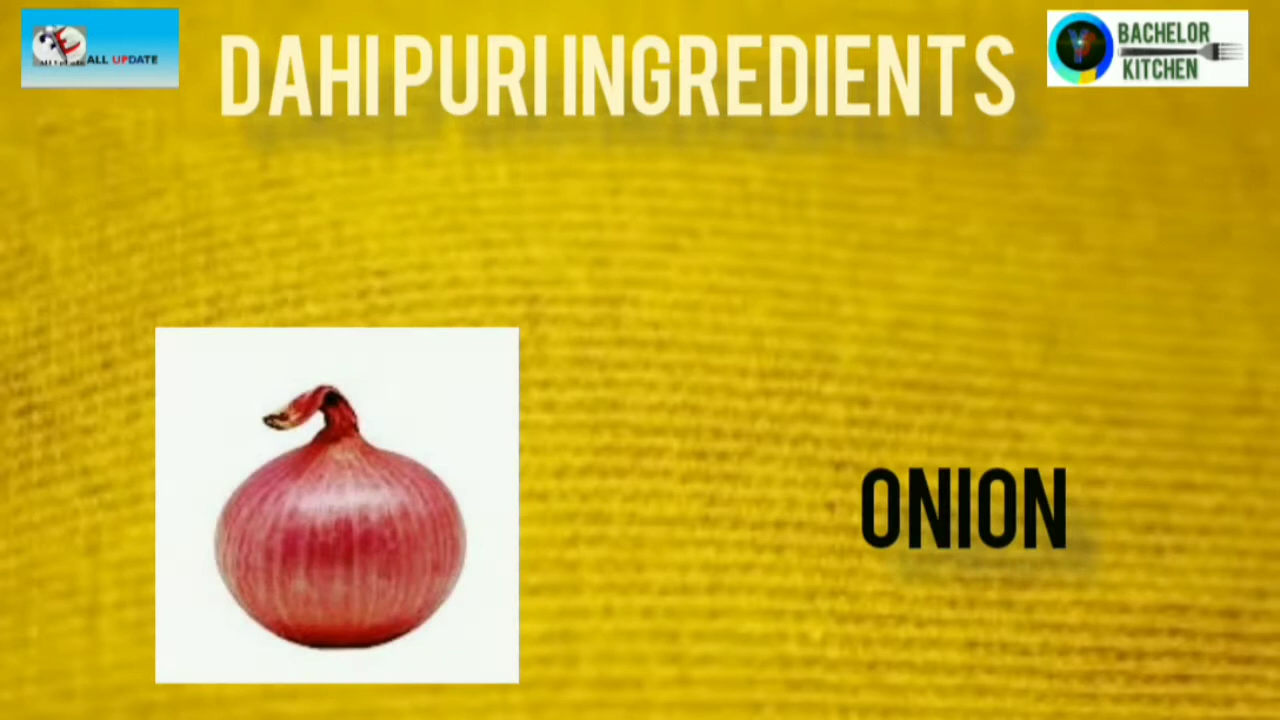 ALL UPDATE
DAHI PURI INGREDIENTS
BACHELOR
KITCHEN
ONION